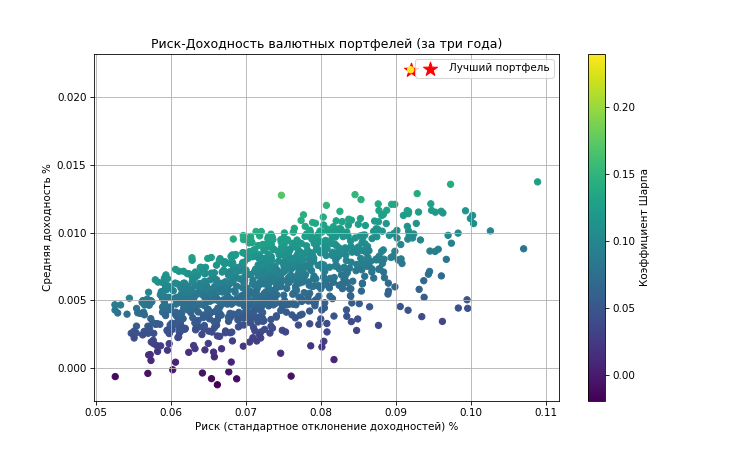 Риск-Доходность валютных портфелей (за три года)
Лучший портфель
Средняя доходность %
0.020
0.015
0.010
0.005
0.000
0.05 0.06 0.07 0.08 0.09 0.10 0.11
Риск (стандартное отклонение доходностей) %
0.20
0.15
0.10
0.05
0.00
Коэффициент Шарпа